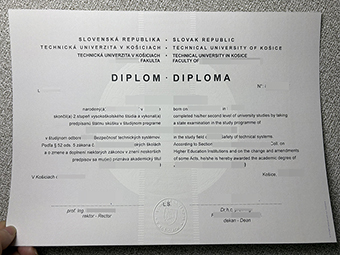 SLOVENSKÁ REPUBLIKA · SLOVAK REPUBLIC
TECHNICKÁ UNIVERZITA V KOŠICIACH · TECHNICAL UNIVERSITY OF KOŠICE
TECHNICKÁ UNIVERZITA V KOŠICIACH TECHNICAL UNIVERSITY IN KOŠICE
FAKULTA FACULTY OF
DIPLOM · DIPLOMA
N°
narodený(á) born on
skončil(a) 2.stupeň vysokoškolského štúdia a vykonal(a) completed his/her second level of university studies by taking
predpísanú štátnu skúšku v študijnom programe a state examination in the study programme of
v študijnom odbore Bezpečnosť technických systémov. in the study field of Safety of technical systems.
Podľa § 52 ods. 5 zákona č. školách According to Section Coll. on
a o zmene a doplnení niektorých zákonov v znení neskorších Higher Education Institutions and on the change and amendments
predpisov sa mu(jej) priznáva akademický titul of some Acts, he/she is hereby awarded the academic degree of
V Košiciach Košice,
prof. Ing. Dr.h.c.
rektor - Rector L.S. dekan - Dean